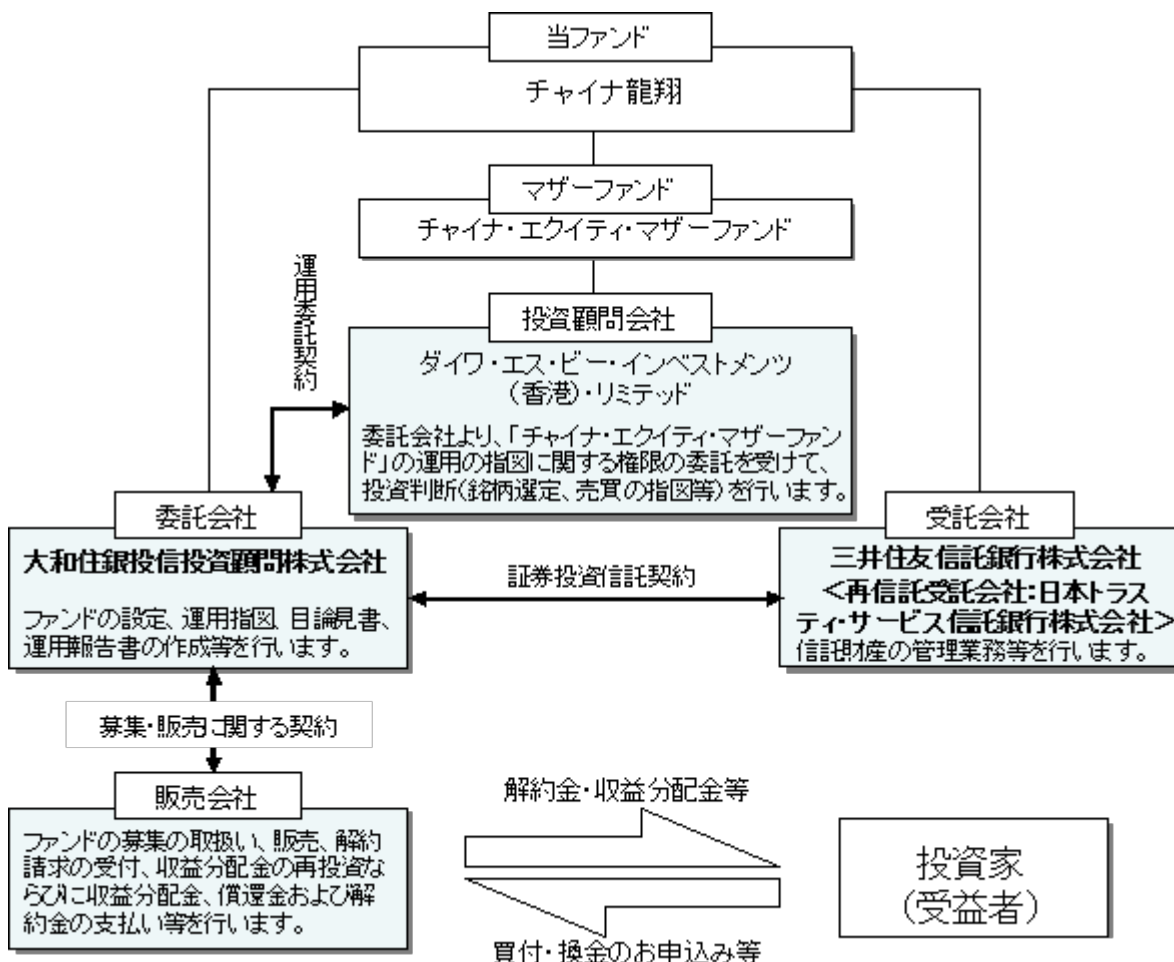 当ファンド
チャイナ龍翔
マザーファンド
チャイナ・エクイティ・マザーファンド
運用委託契約
投資顧問会社
ダイワ・エス・ビー・インベストメンツ
(香港)・リミテッド
委託会社より、「チャイナ・エクイティ・マザーファン
ド」の運用の指図に関する権限の委託を受けて、
投資判断(銘柄選定、売買の指図等)を行います。
委託会社
大和住銀投信投資顧問株式会社
ファンドの設定、運用指図、目論見書、
運用報告書の作成等を行います。
証券投資信託契約
受託会社
三井住友信託銀行株式会社
<再信託受託会社:日本トラス
ティ・サービス信託銀行株式会社>
信託財産の管理業務等を行います。
募集・販売に関する契約
販売会社
ファンドの募集の取扱い、販売、解約
請求の受付、収益分配金の再投資な
らびに収益分配金、償還金および解
約金の支払い等を行います。
解約金・収益分配金等
買付・換金のお申込み等
投資家
(受益者)